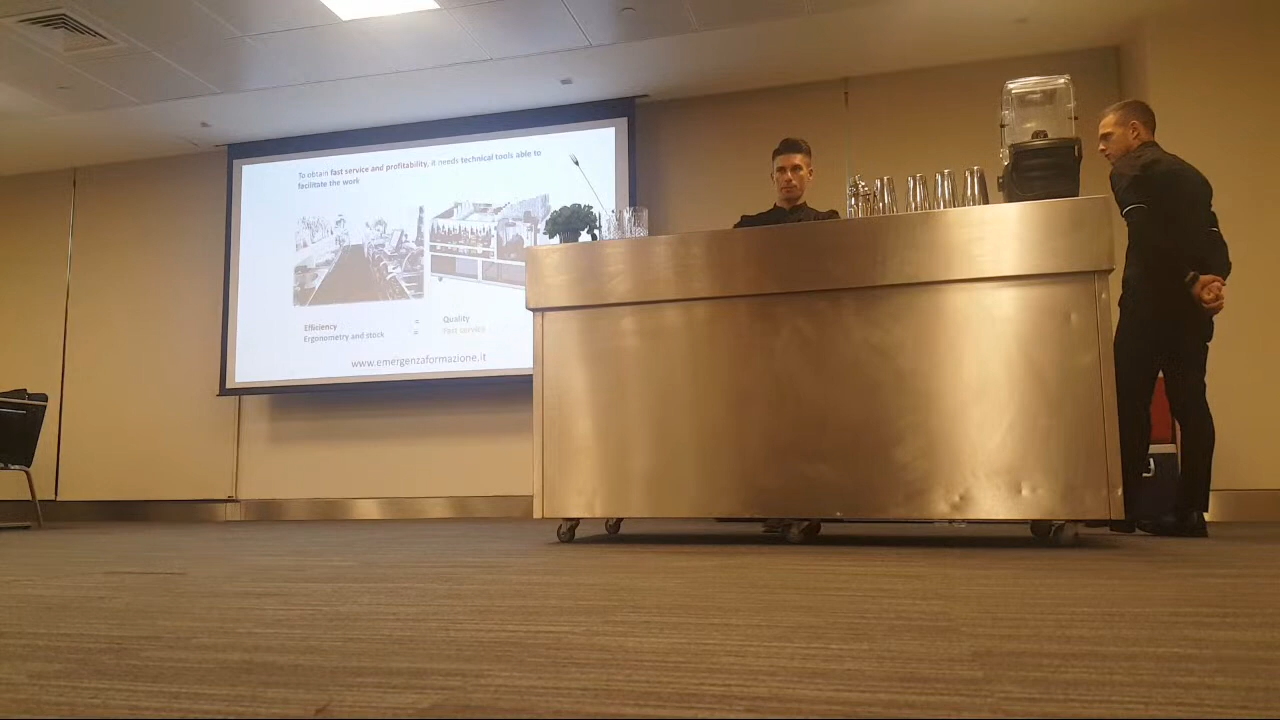 To obtain fast service and profitability, it needs technical tools able to
facilitate the work
Efficiency = Quality
Ergonometry and stock = Fast service
www.emergenzaformazione.it